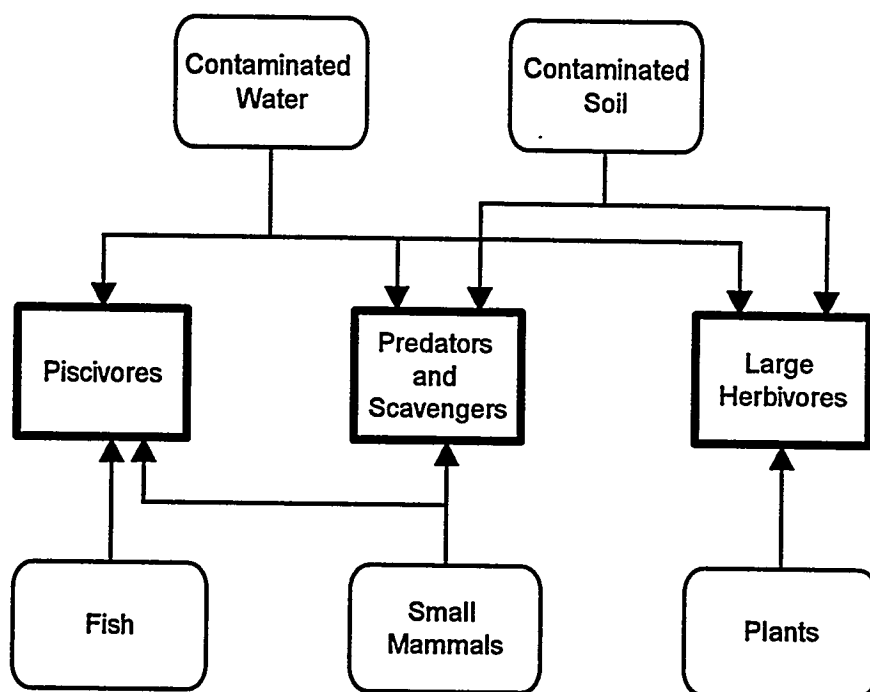 Contaminated
Water
Contaminated
Soil
Piscivores
Predators
and
Scavengers
Large
Herbivores
Fish
Small
Mammals
Plants